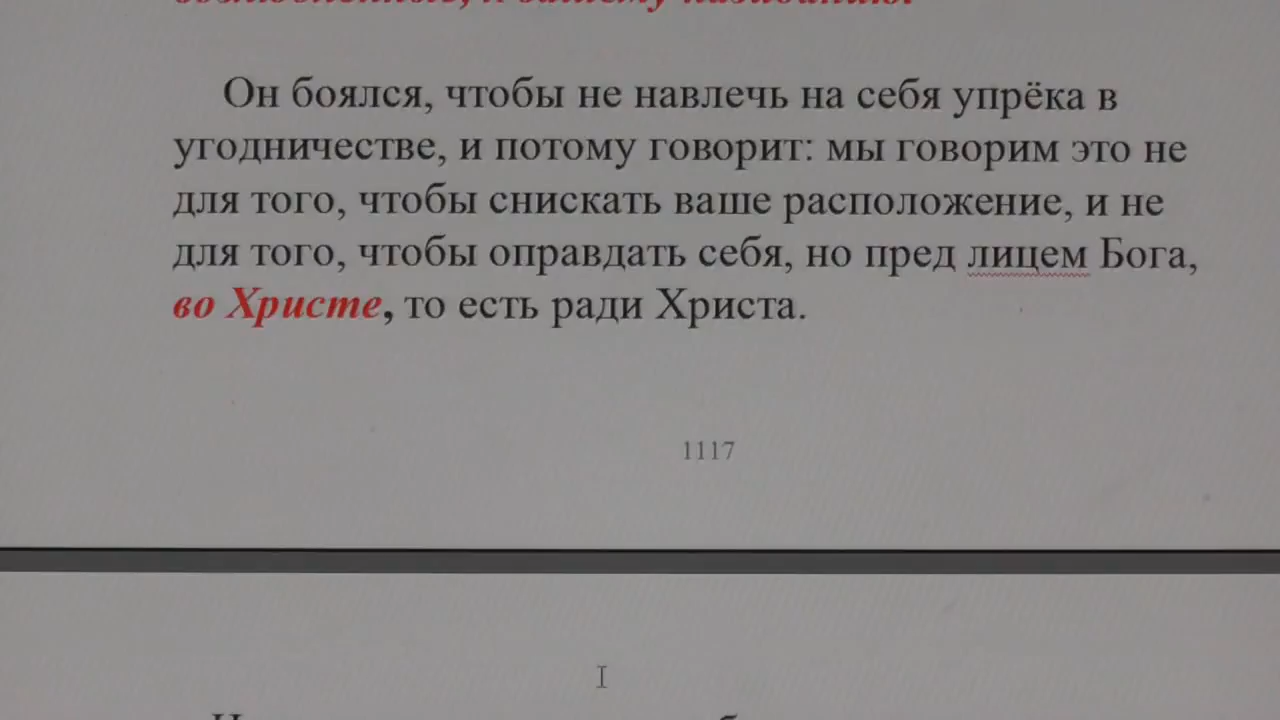 Он боялся, чтобы не навлечь на себя упрёка в
угодничестве, и потому говорит: мы говорим это не
для того, чтобы снискать ваше расположение, и не
для того, чтобы оправдать себя, но пред лицем Бога,
во Христе, то есть ради Христа.
1117